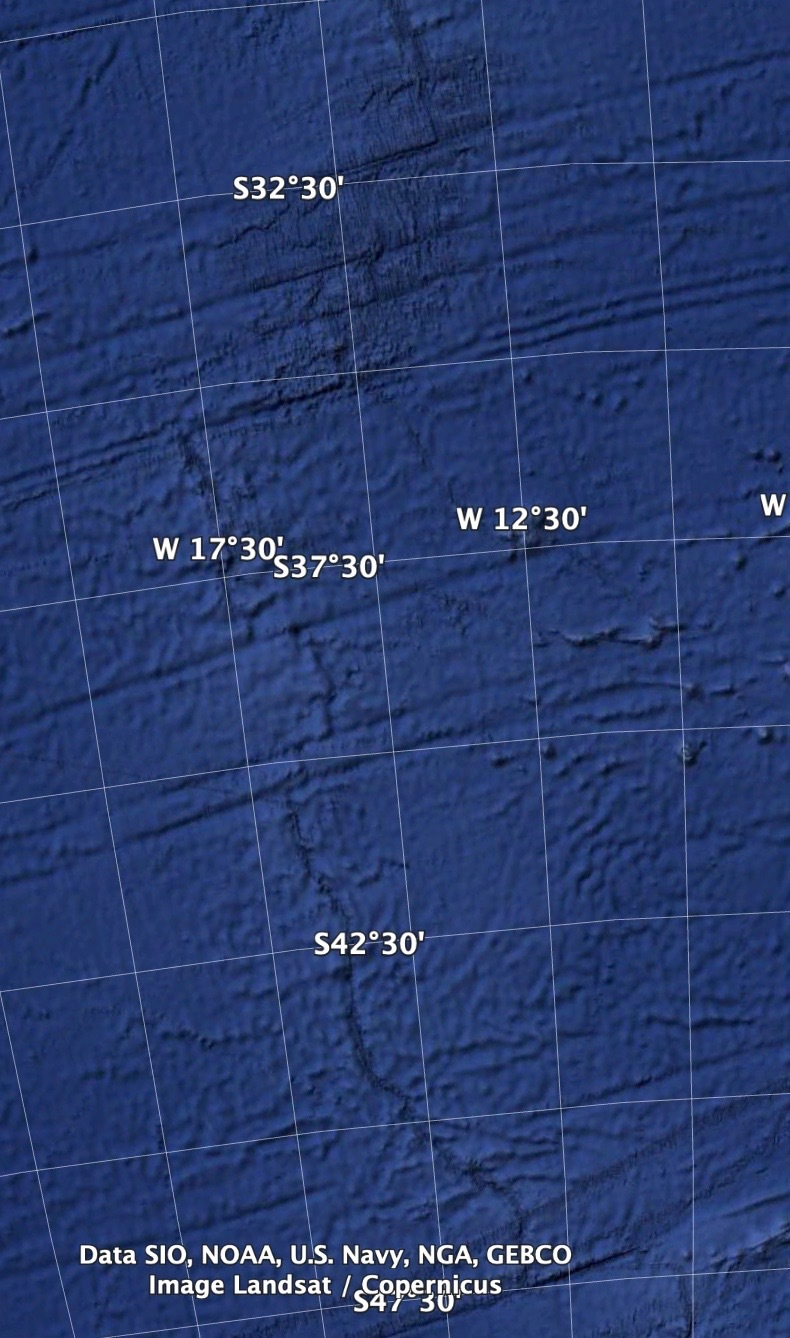 S32°30'
W 12°30'
W
W 17°30'
S37°30'
S42°30'
Data SIO, NOAA, U.S. Navy, NGA, GEBCO
Image Landsat / Copernicus
S47°30'